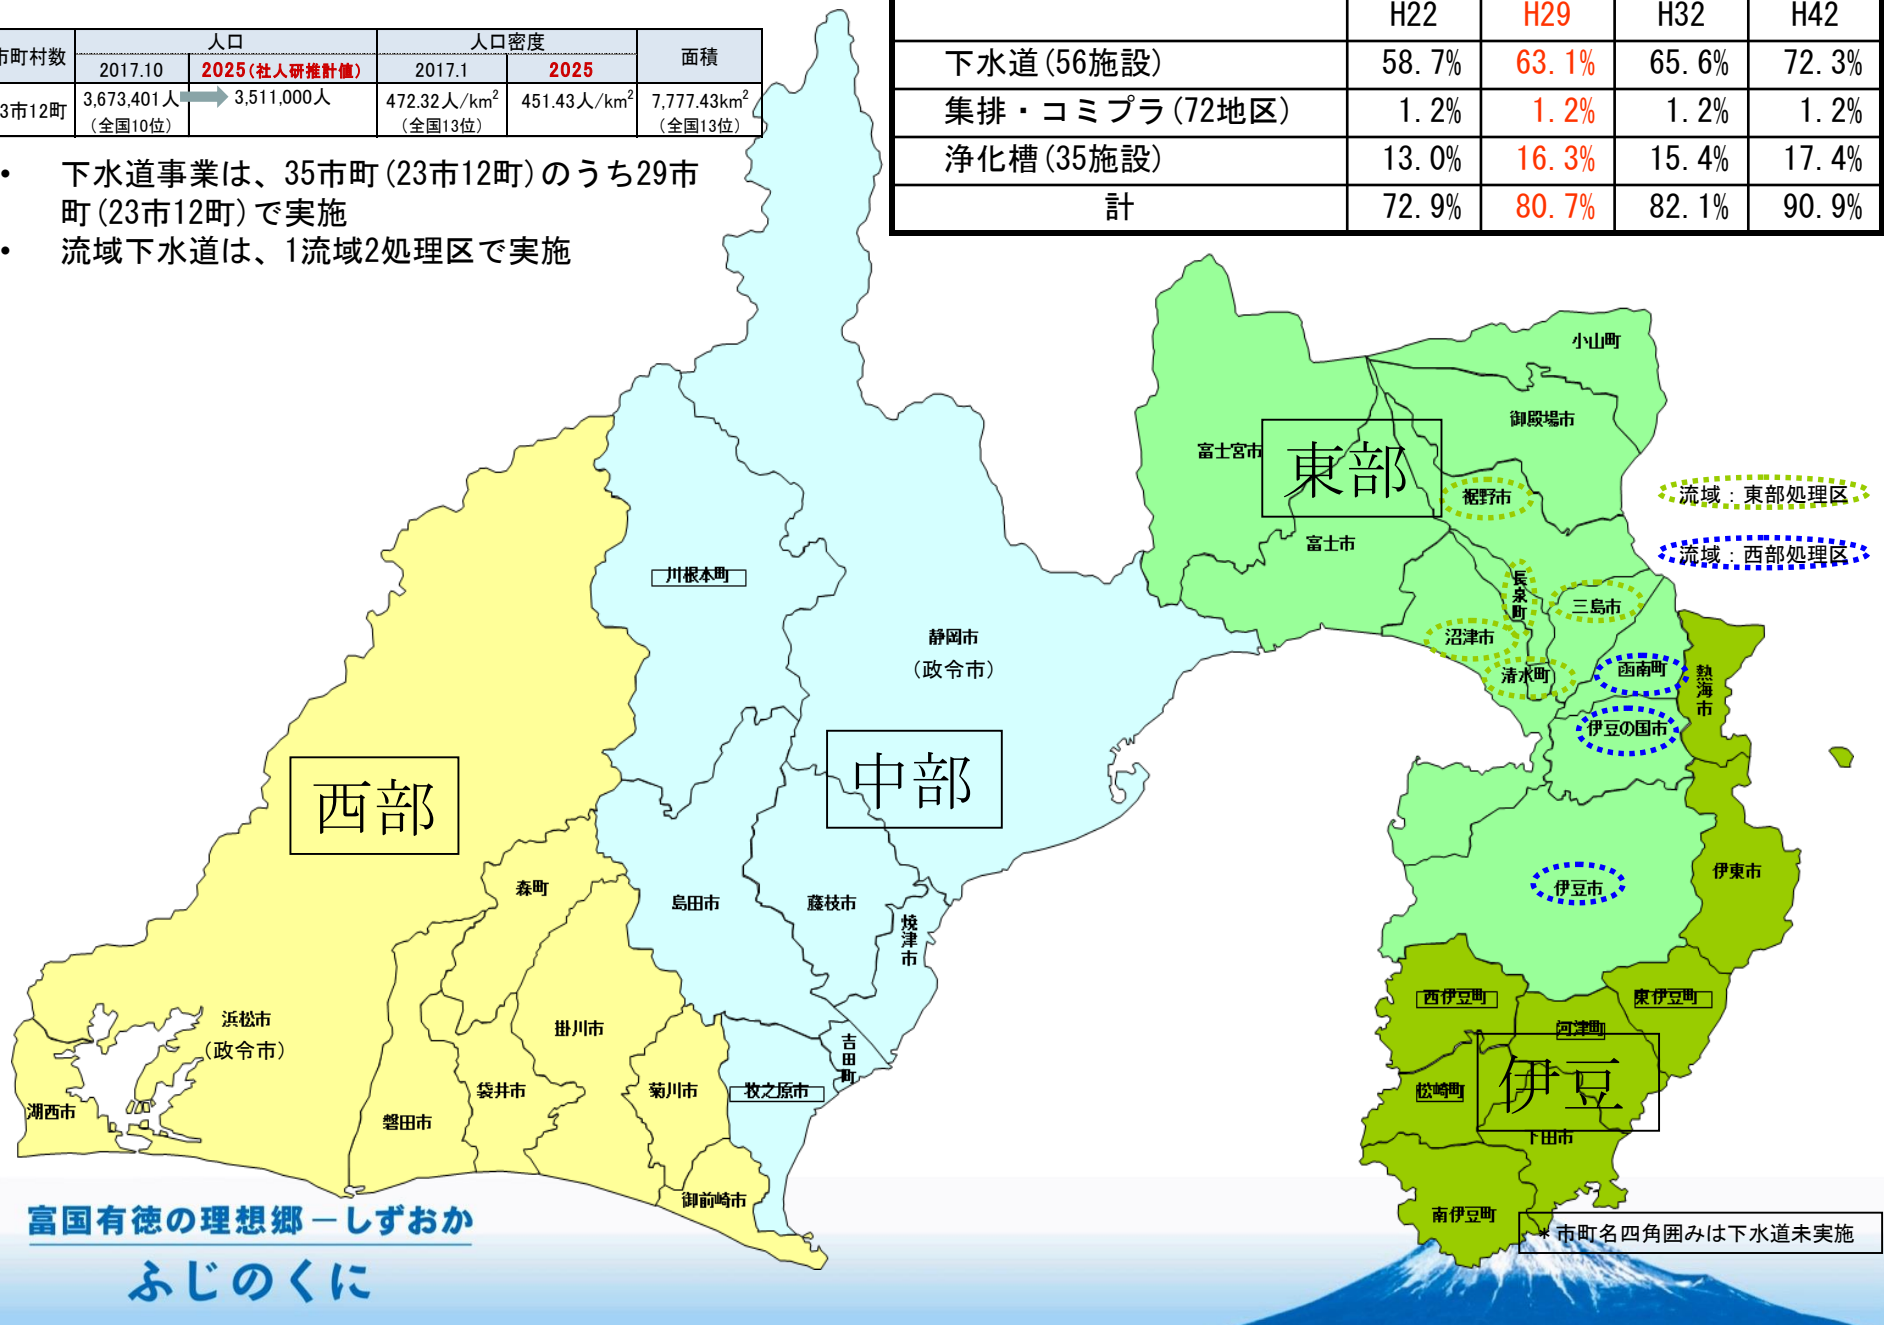 人口 人口密度
市町村数 面積
2017.10 2025(社人研推計値) 2017.1 2025
3市12町 3,673,401人 3,511,000人 472.32人/km² 451.43人/km² 7,777.43km²
(全国10位) (全国13位) (全国13位)
• 下水道事業は、35市町(23市12町)のうち29市
町(23市12町)で実施
• 流域下水道は、1流域2処理区で実施
H22 H29 H32 H42
下水道(56施設) 58.7% 63.1% 65.6% 72.3%
集排・コミプラ(72地区) 1.2% 1.2% 1.2% 1.2%
浄化槽(35施設) 13.0% 16.3% 15.4% 17.4%
計 72.9% 80.7% 82.1% 90.9%
小山町
御殿場市
富士宮市
東部
裾野市
流域：東部処理区
富士市
流域：西部処理区
川根本町
長泉町
三島市
静岡市
(政令市)
沼津市
清水町
函南町
熱海市
伊豆の国市
西部
中部
伊東市
森町
島田市
藤枝市
焼津市
伊豆市
西伊豆町
東伊豆町
浜松市
(政令市)
掛川市
河津町
吉田町
袋井市
菊川市
牧之原市
松崎町
伊豆
湖西市
磐田市
下田市
御前崎市
南伊豆町
富国有徳の理想郷－しずおか
ふじのくに
＊市町名四角囲みは下水道未実施